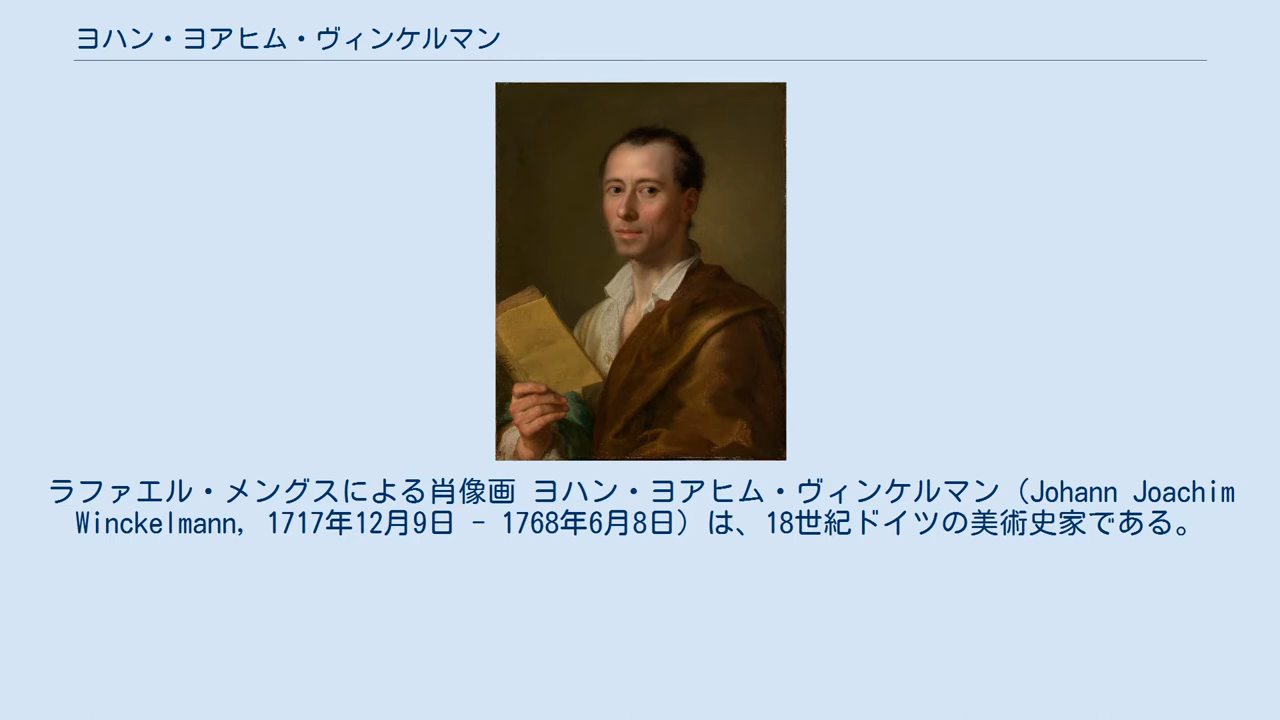 ヨハン・ヨアヒム・ヴィンケルマン
ラファエル・メングスによる肖像画 ヨハン・ヨアヒム・ヴィンケルマン（Johann Joachim
Winckelmann, 1717年12月9日 - 1768年6月8日）は、18世紀ドイツの美術史家である。